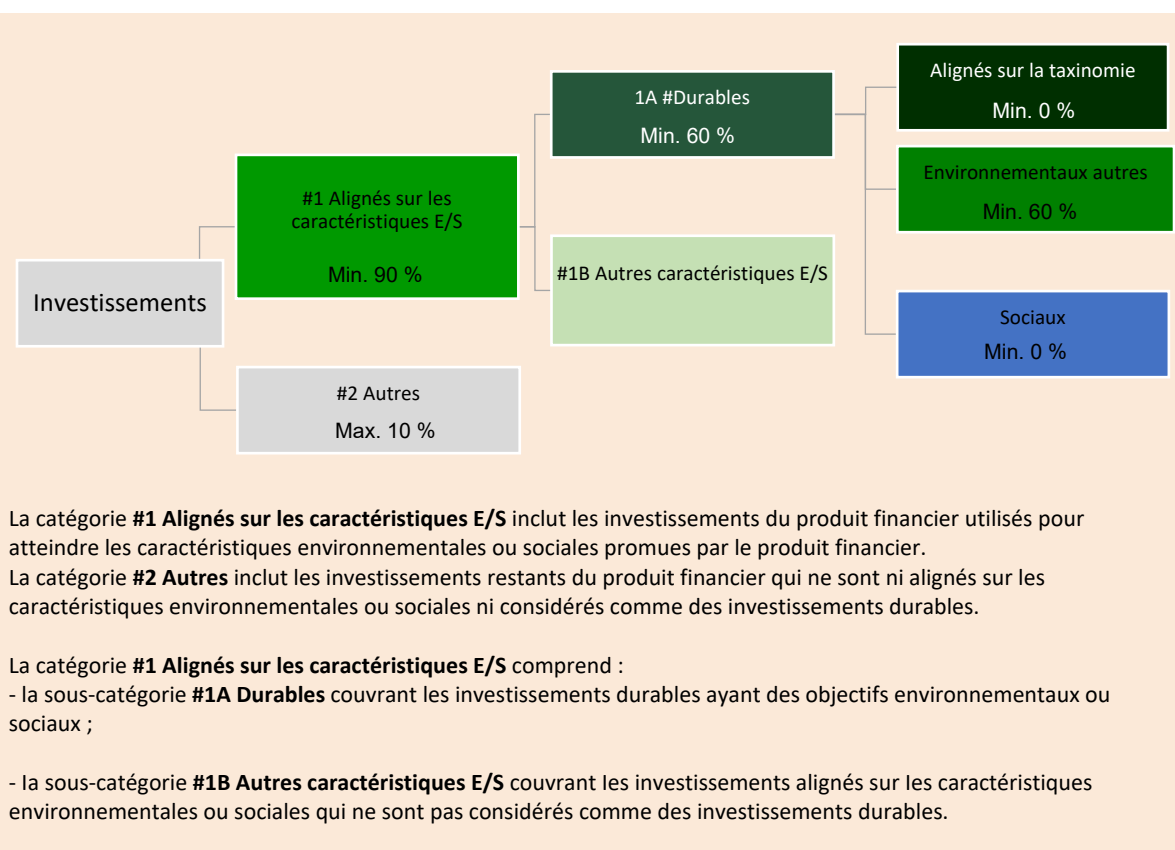 Investissements
#1 Alignés sur les
caractéristiques E/S
Min. 90 %
#2 Autres
Max. 10 %
1A #Durables
Min. 60 %
#1B Autres caractéristiques E/S
Alignés sur la taxinomie
Min. 0 %
Environnementaux autres
Min. 60 %
Sociaux
Min. 0 %
La catégorie #1 Alignés sur les caractéristiques E/S inclut les investissements du produit financier utilisés pour
atteindre les caractéristiques environnementales ou sociales promues par le produit financier.
La catégorie #2 Autres inclut les investissements restants du produit financier qui ne sont ni alignés sur les
caractéristiques environnementales ou sociales ni considérés comme des investissements durables.
La catégorie #1 Alignés sur les caractéristiques E/S comprend :
- la sous-catégorie #1A Durables couvrant les investissements durables ayant des objectifs environnementaux ou
sociaux ;
- la sous-catégorie #1B Autres caractéristiques E/S couvrant les investissements alignés sur les caractéristiques
environnementales ou sociales qui ne sont pas considérés comme des investissements durables.